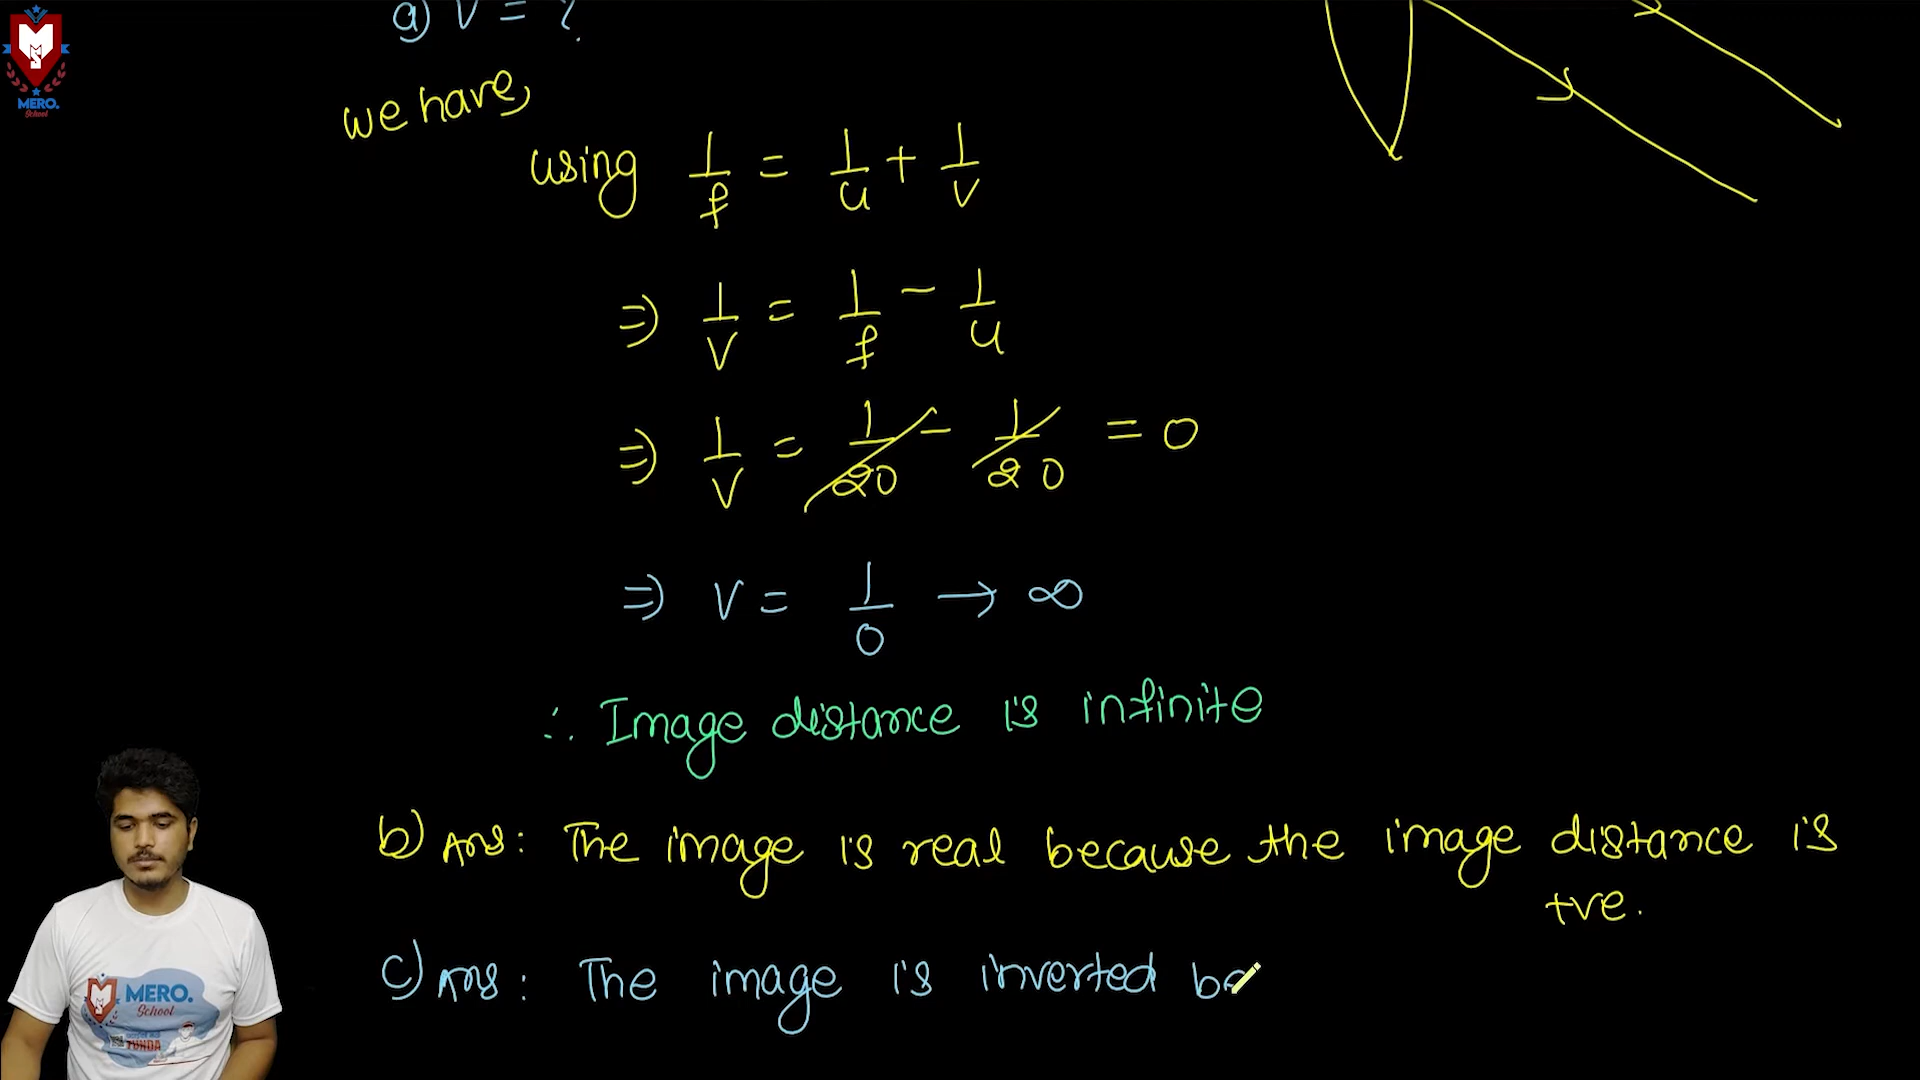 a) V = ?
MERO.
School
we have,
using 1/f = 1/u + 1/v
⇒ 1/V = 1/f - 1/u
⇒ 1/V = 1/20 - 1/20 = 0
⇒ V = 1/0 → ∞
∴ Image distance is infinite
b) Ans: The image is real because the image distance is
+ve.
c) Ans: The image is inverted be
MERO.
School
TUNDA